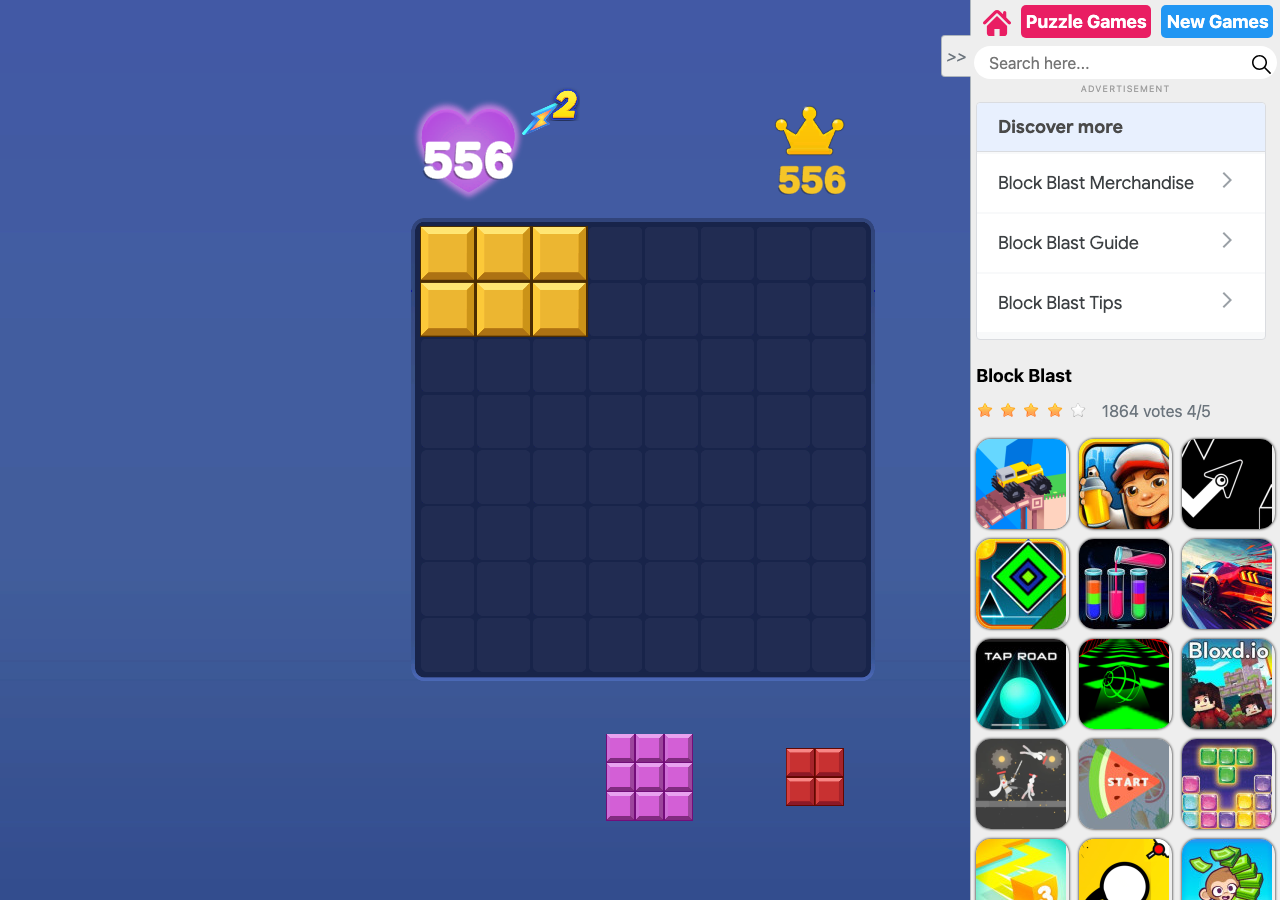 Puzzle Games
New Games
>>
Search here...
ADVERTISEMENT
Discover more
Block Blast Merchandise
Block Blast Guide
Block Blast Tips
2
556
556
Block Blast
1864 votes 4/5
TAP ROAD
Bloxd.io
START
3